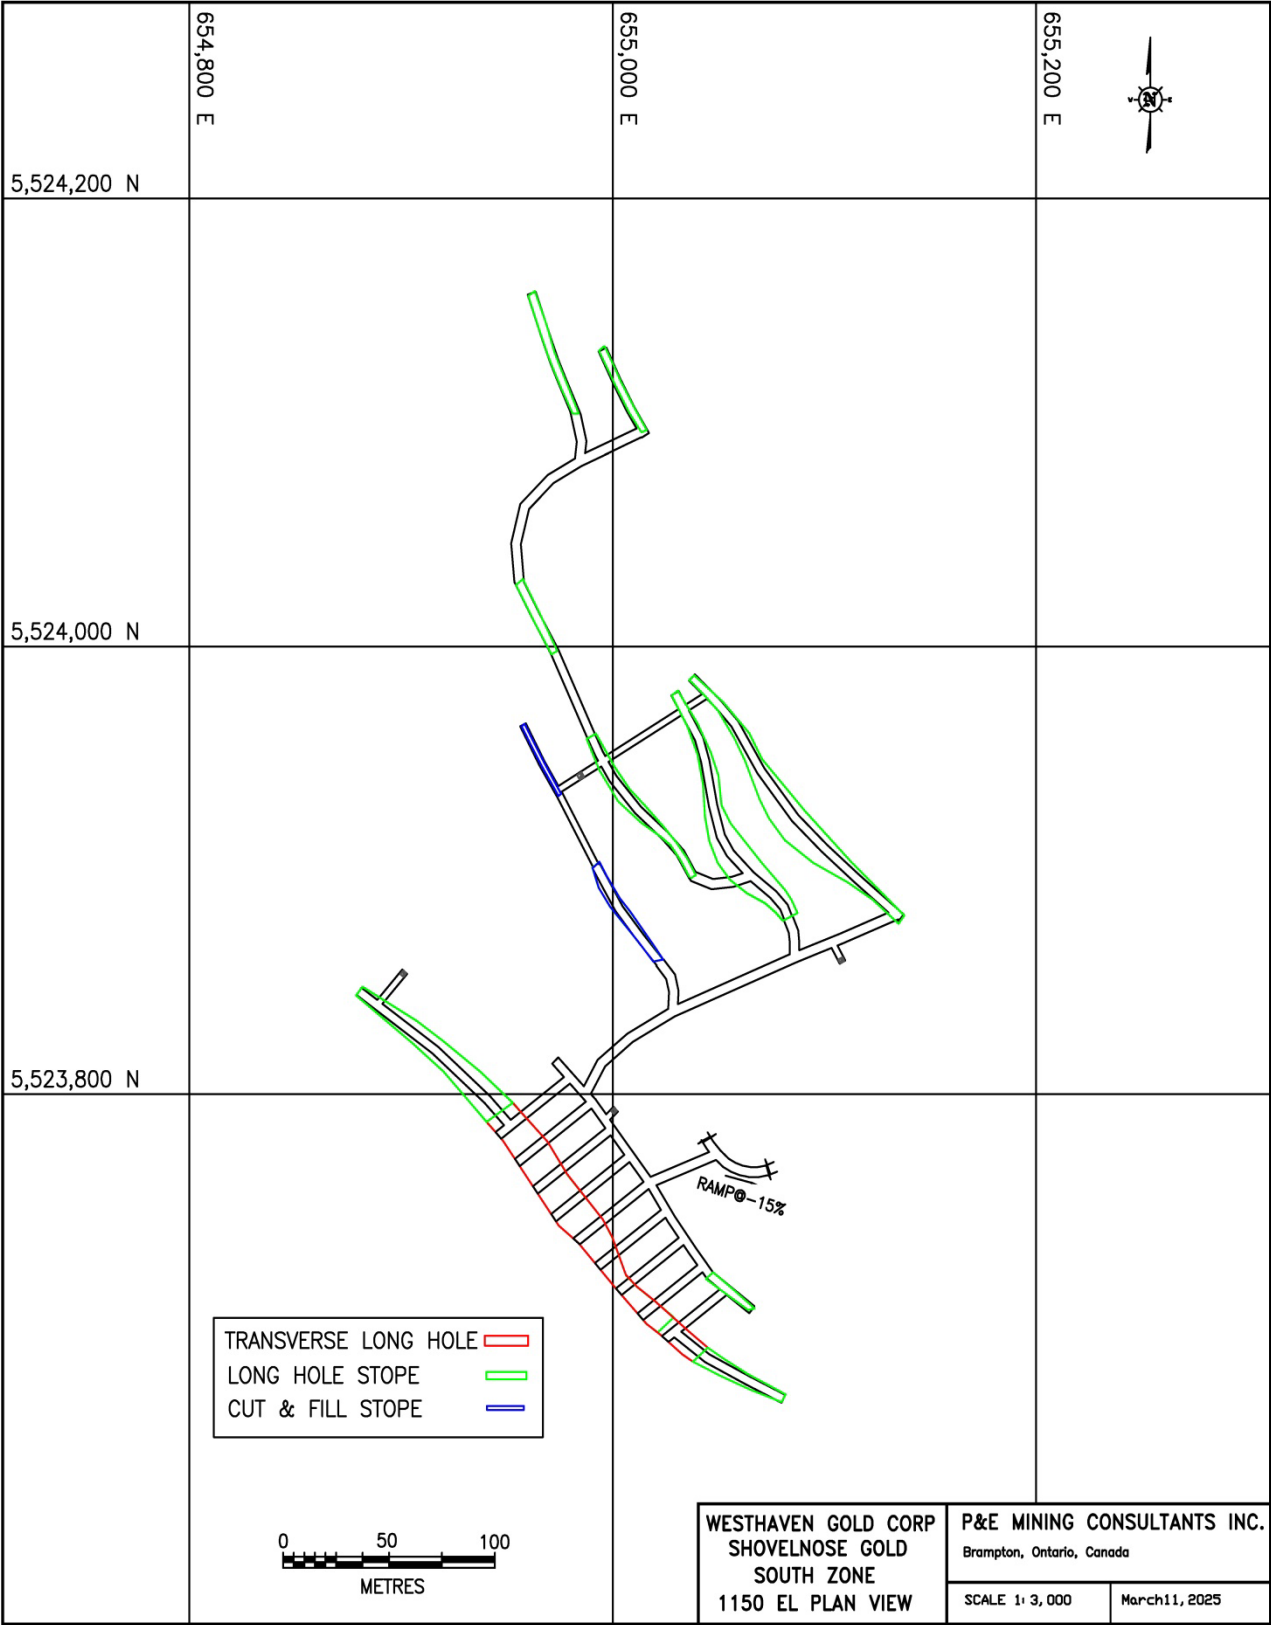 654,800 E
655,000 E
655,200 E
N
5,524,200 N
5,524,000 N
5,523,800 N
RAMP@-15%
TRANSVERSE LONG HOLE
LONG HOLE STOPE
CUT & FILL STOPE
0 50 100
METRES
WESTHAVEN GOLD CORP
SHOVELNOSE GOLD
SOUTH ZONE
1150 EL PLAN VIEW
P&E MINING CONSULTANTS INC.
Brampton, Ontario, Canada
SCALE 1:3,000
March11,2025